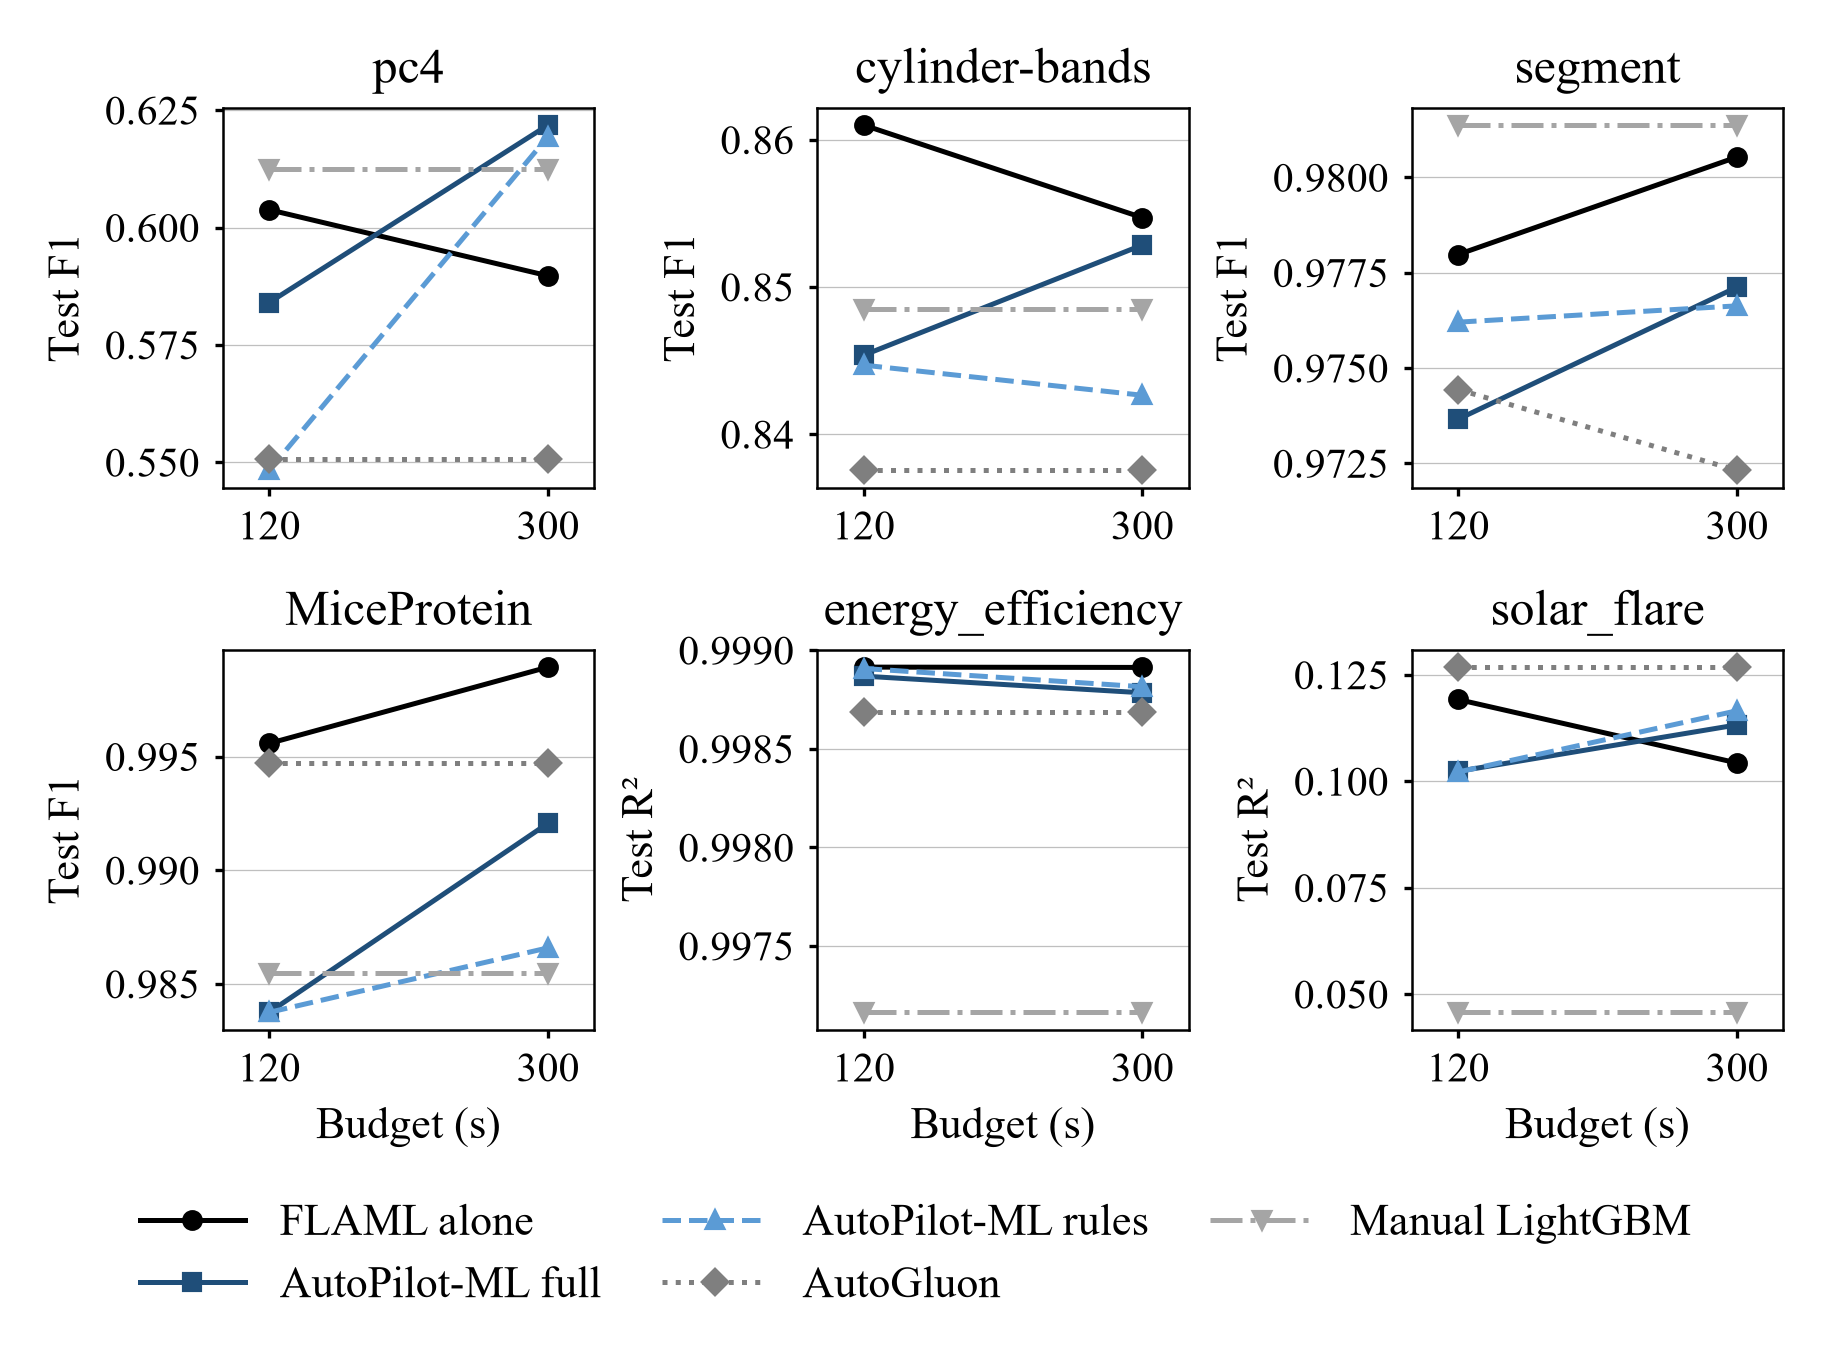 pc4
0.625
0.600
0.575
0.550
Test F1
120 300
cylinder-bands
0.86
0.85
0.84
Test F1
120 300
segment
0.9800
0.9775
0.9750
0.9725
Test F1
120 300
MiceProtein
0.995
0.990
0.985
Test F1
120 300
Budget (s)
energy_efficiency
0.9990
0.9985
0.9980
0.9975
Test R²
120 300
Budget (s)
solar_flare
0.125
0.100
0.075
0.050
Test R²
120 300
Budget (s)
FLAML alone
AutoPilot-ML full
AutoPilot-ML rules
AutoGluon
Manual LightGBM